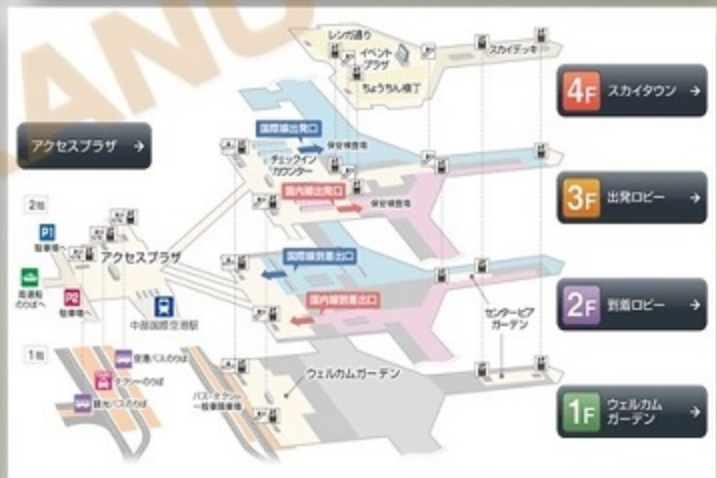 LAND
レンガ通り
イベント
プラザ
スカイデッキ
ちょうちん横丁
4F スカイタウン
アクセスプラザ
国際線出発口
保安検査場
チェックイン
カウンター
国内線出発口
保安検査場
3F 出発ロビー
2階
P1
駐車場へ
アクセスプラザ
高速船
のりばへ
P2
駐車場へ
中部国際空港駅
国際線到着出口
国内線到着出口
センターピア
ガーデン
2F 到着ロビー
1階
空港バスのりば
タクシーのりば
観光バスのりば
バス・タクシー
一般車降車場
ウェルカムガーデン
1F ウェルカム
ガーデン